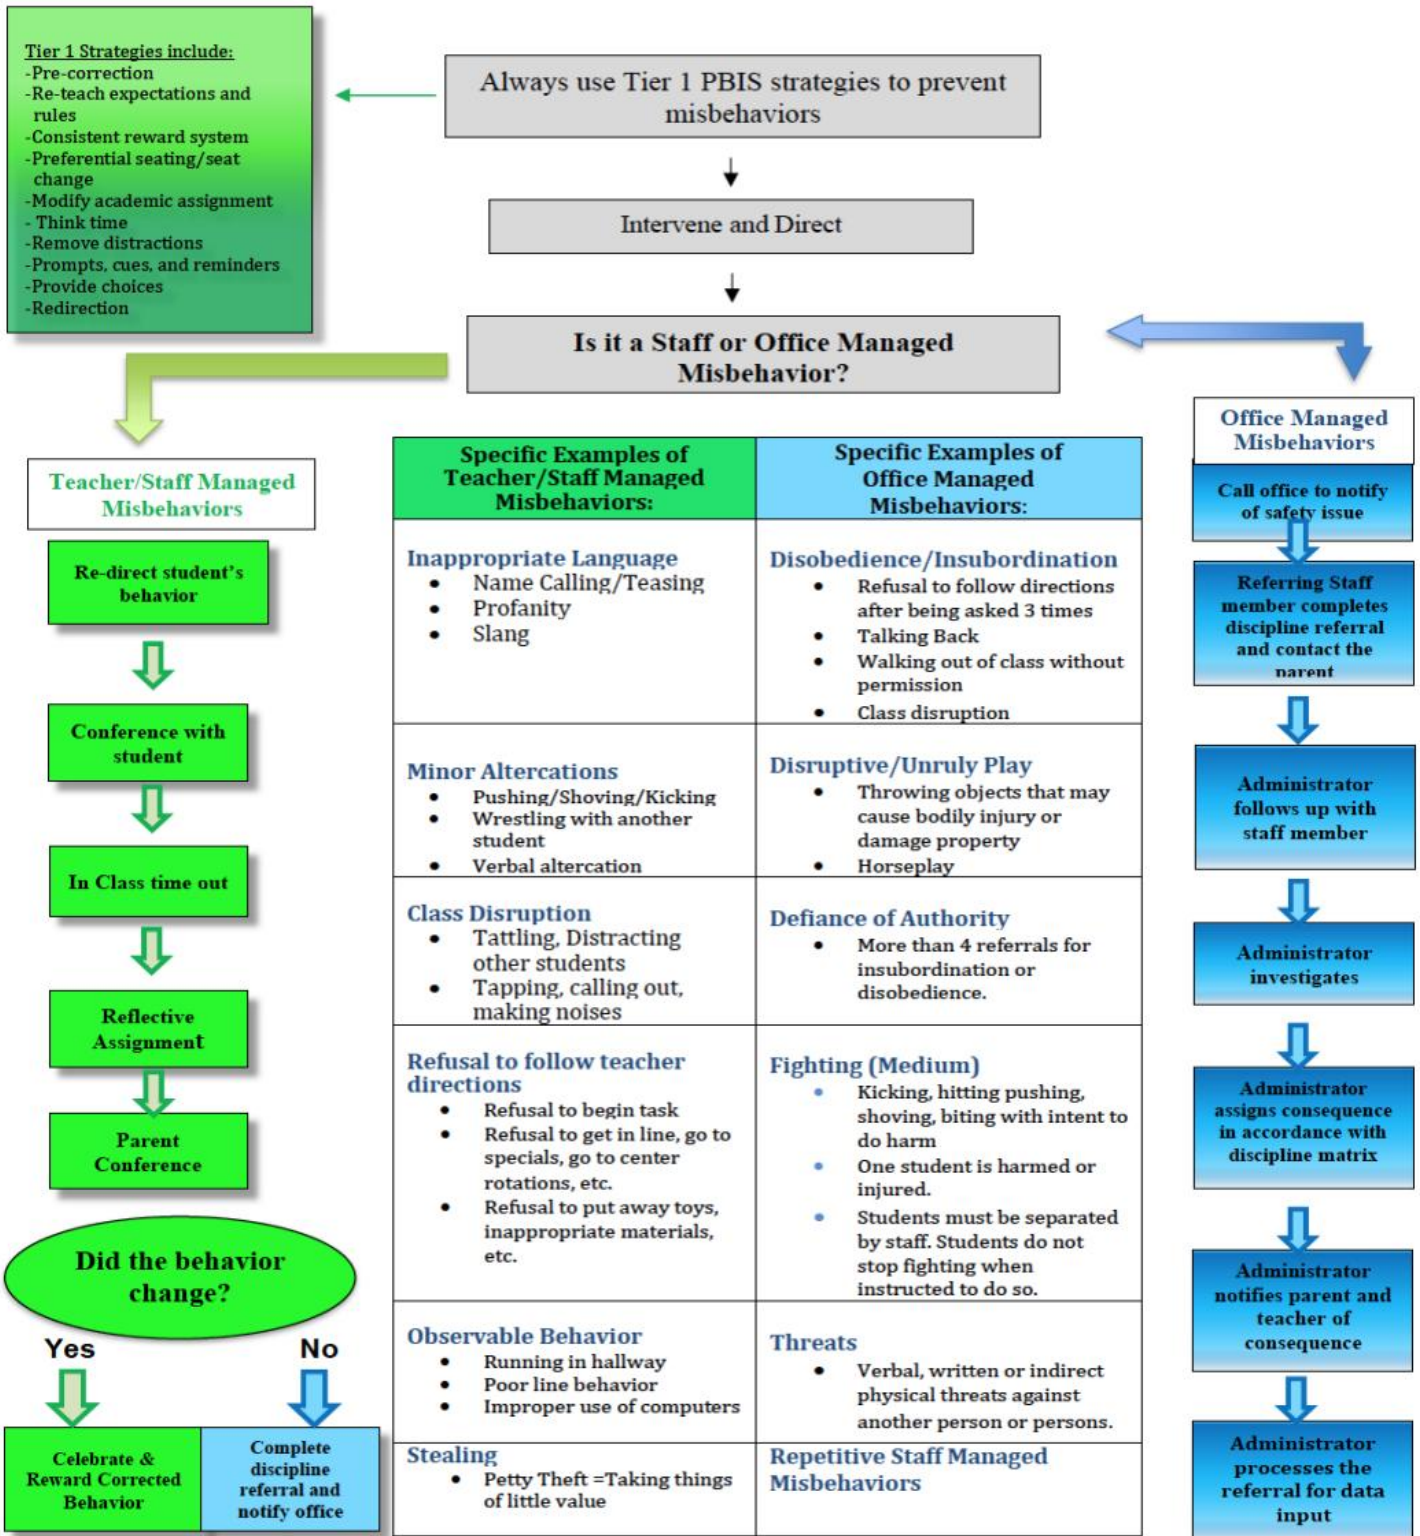 Tier 1 Strategies include:
-Pre-correction
-Re-teach expectations and
rules
-Consistent reward system
-Preferential seating/seat
change
-Modify academic assignment
- Think time
-Remove distractions
-Prompts, cues, and reminders
-Provide choices
-Redirection
Always use Tier 1 PBIS strategies to prevent
misbehaviors
Intervene and Direct
Is it a Staff or Office Managed
Misbehavior?
Teacher/Staff Managed
Misbehaviors
Re-direct student's
behavior
Conference with
student
In Class time out
Reflective
Assignment
Parent
Conference
Did the behavior
change?
Yes
No
Celebrate &
Reward Corrected
Behavior
Complete
discipline
referral and
notify office
Specific Examples of
Teacher/Staff Managed
Misbehaviors:
Specific Examples of
Office Managed
Misbehaviors:
Inappropriate Language
• Name Calling/Teasing
• Profanity
• Slang
Disobedience/Insubordination
• Refusal to follow directions
after being asked 3 times
• Talking Back
• Walking out of class without
permission
• Class disruption
Minor Altercations
• Pushing/Shoving/Kicking
• Wrestling with another
student
• Verbal altercation
Disruptive/Unruly Play
• Throwing objects that may
cause bodily injury or
damage property
• Horseplay
Class Disruption
• Tattling, Distracting
other students
• Tapping, calling out,
making noises
Defiance of Authority
• More than 4 referrals for
insubordination or
disobedience.
Refusal to follow teacher
directions
• Refusal to begin task
• Refusal to get in line, go to
specials, go to center
rotations, etc.
• Refusal to put away toys,
inappropriate materials,
etc.
Fighting (Medium)
• Kicking, hitting pushing,
shoving, biting with intent to
do harm
• One student is harmed or
injured.
• Students must be separated
by staff. Students do not
stop fighting when
instructed to do so.
Observable Behavior
• Running in hallway
• Poor line behavior
• Improper use of computers
Threats
• Verbal, written or indirect
physical threats against
another person or persons.
Stealing
• Petty Theft =Taking things
of little value
Repetitive Staff Managed
Misbehaviors
Office Managed
Misbehaviors
Call office to notify
of safety issue
Referring Staff
member completes
discipline referral
and contact the
parent
Administrator
follows up with
staff member
Administrator
investigates
Administrator
assigns consequence
in accordance with
discipline matrix
Administrator
notifies parent and
teacher of
consequence
Administrator
processes the
referral for data
input